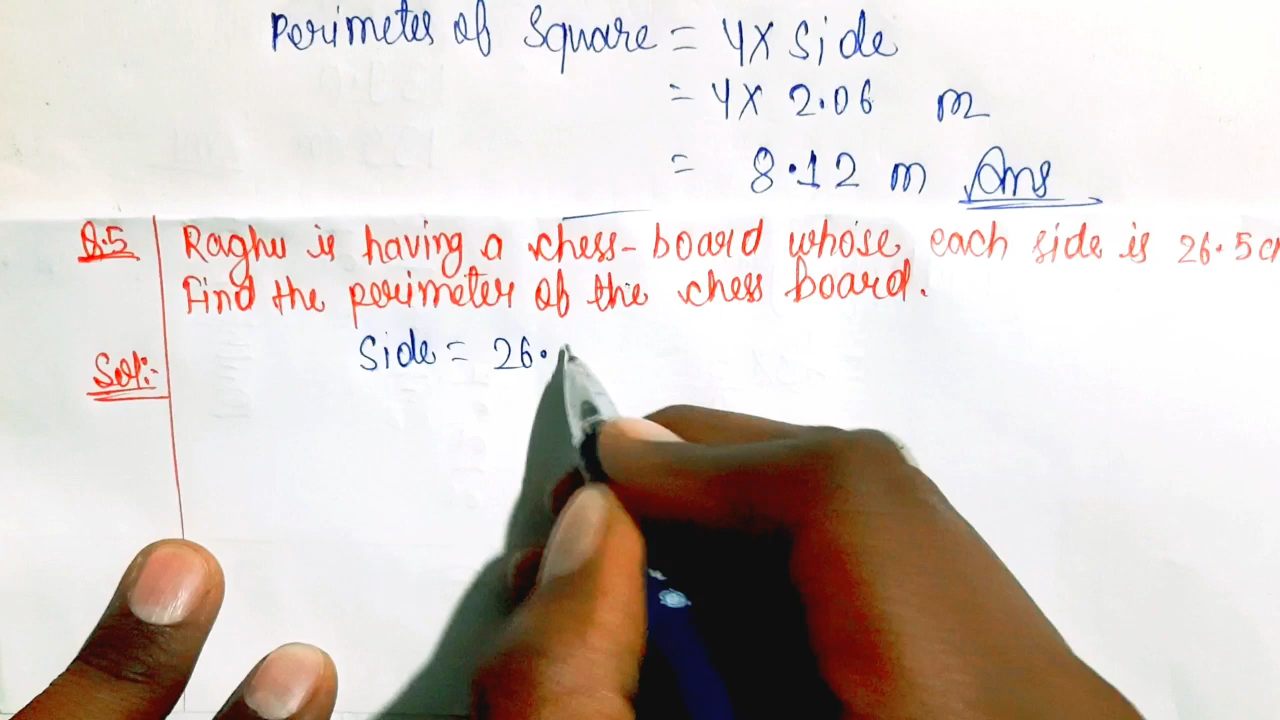 Perimeter of Square = 4X Side
= 4X 2.06 m
= 8.12 m Ans
Q.5 Raghu is having a chess-board whose each side is 26.5
Find the perimeter of the chess board.
Sol:- Side = 26.